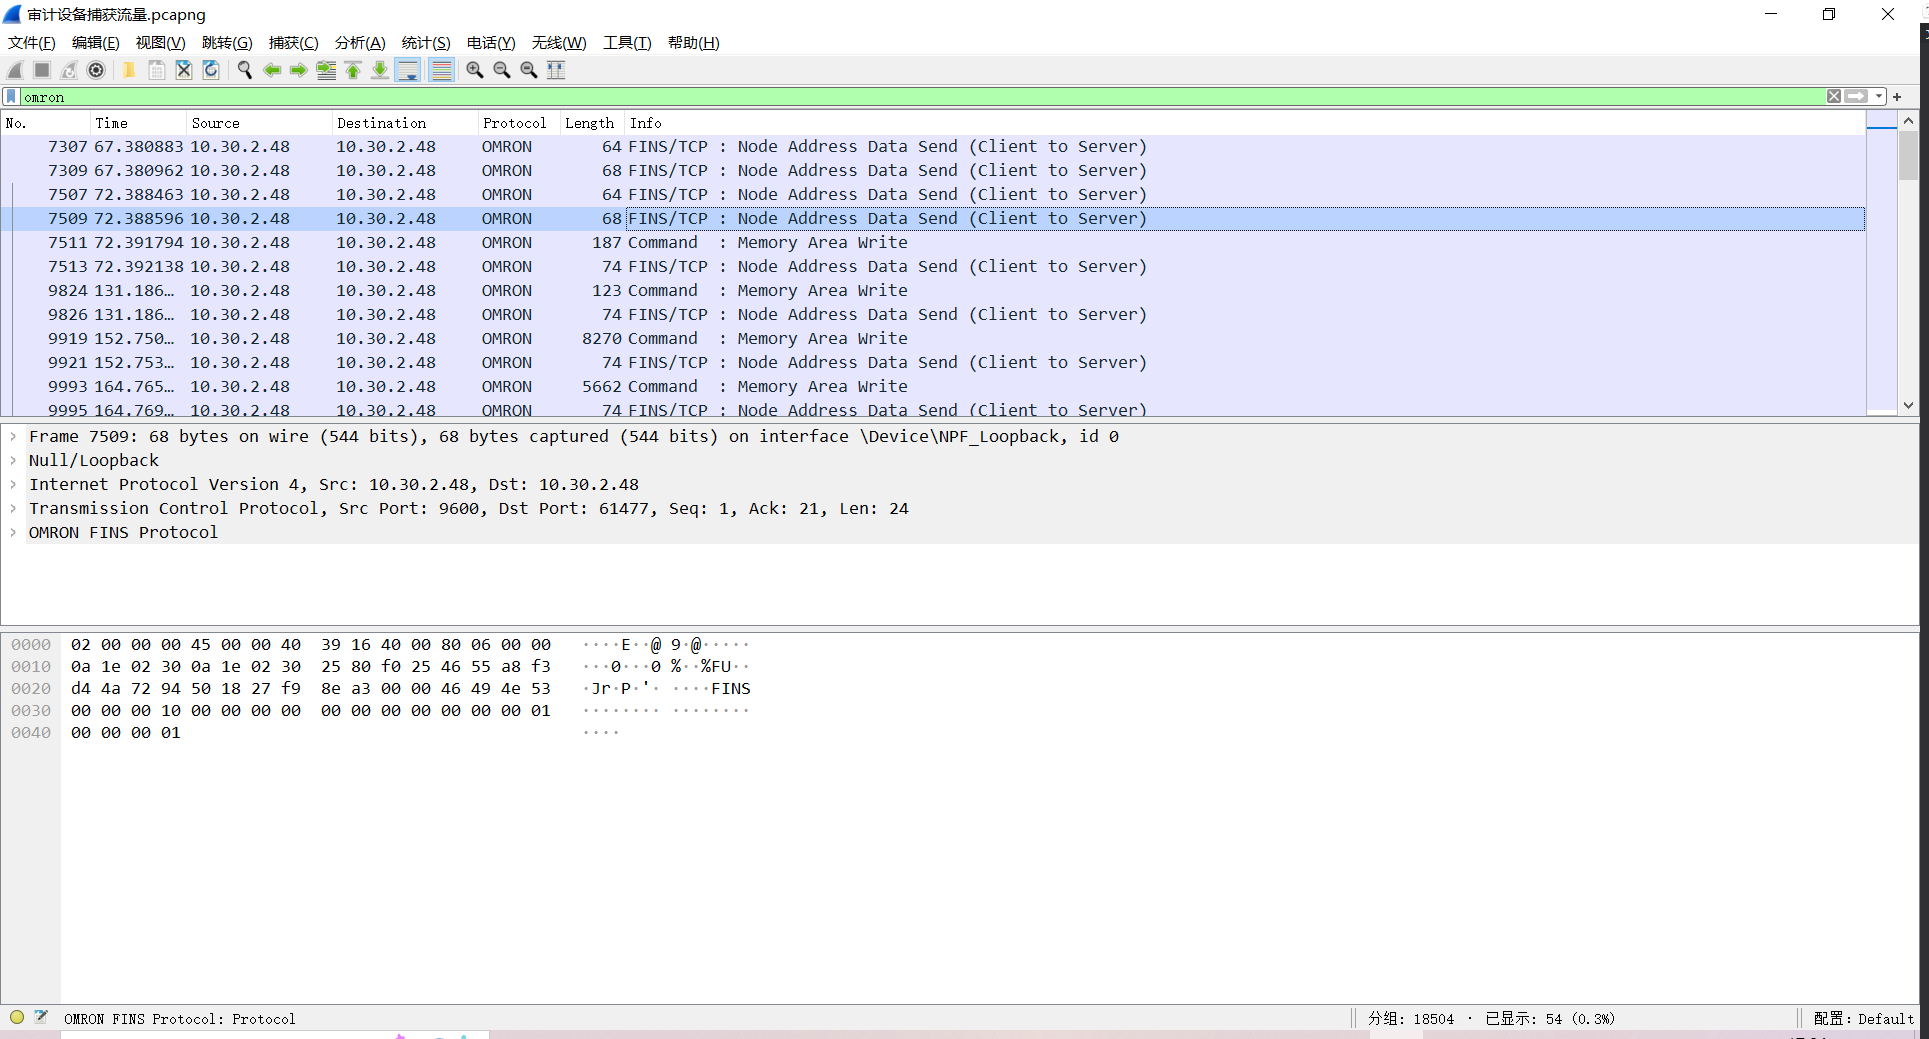 审计设备捕获流量.pcapng
文件(F) 编辑(E) 视图(V) 跳转(G) 捕获(C) 分析(A) 统计(S) 电话(Y) 无线(W) 工具(T) 帮助(H)
omron
No. Time Source Destination Protocol Length Info
7307 67.380883 10.30.2.48 10.30.2.48 OMRON 64 FINS/TCP : Node Address Data Send (Client to Server)
7309 67.380962 10.30.2.48 10.30.2.48 OMRON 68 FINS/TCP : Node Address Data Send (Client to Server)
7507 72.388463 10.30.2.48 10.30.2.48 OMRON 64 FINS/TCP : Node Address Data Send (Client to Server)
7509 72.388596 10.30.2.48 10.30.2.48 OMRON 68 FINS/TCP : Node Address Data Send (Client to Server)
7511 72.391794 10.30.2.48 10.30.2.48 OMRON 187 Command : Memory Area Write
7513 72.392138 10.30.2.48 10.30.2.48 OMRON 74 FINS/TCP : Node Address Data Send (Client to Server)
9824 131.186… 10.30.2.48 10.30.2.48 OMRON 123 Command : Memory Area Write
9826 131.186… 10.30.2.48 10.30.2.48 OMRON 74 FINS/TCP : Node Address Data Send (Client to Server)
9919 152.750… 10.30.2.48 10.30.2.48 OMRON 8270 Command : Memory Area Write
9921 152.753… 10.30.2.48 10.30.2.48 OMRON 74 FINS/TCP : Node Address Data Send (Client to Server)
9993 164.765… 10.30.2.48 10.30.2.48 OMRON 5662 Command : Memory Area Write
9995 164.769… 10.30.2.48 10.30.2.48 OMRON 74 FINS/TCP : Node Address Data Send (Client to Server)
Frame 7509: 68 bytes on wire (544 bits), 68 bytes captured (544 bits) on interface \Device\NPF_Loopback, id 0
Null/Loopback
Internet Protocol Version 4, Src: 10.30.2.48, Dst: 10.30.2.48
Transmission Control Protocol, Src Port: 9600, Dst Port: 61477, Seq: 1, Ack: 21, Len: 24
OMRON FINS Protocol
0000 02 00 00 00 45 00 00 40 39 16 40 00 80 06 00 00 ····E··@ 9·@·····
0010 0a 1e 02 30 0a 1e 02 30 25 80 f0 25 46 55 a8 f3 ···0···0 %··%FU··
0020 d4 4a 72 94 50 18 27 f9 8e a3 00 00 46 49 4e 53 ·Jr·P·'· ····FINS
0030 00 00 00 10 00 00 00 00 00 00 00 00 00 00 00 01 ········ ········
0040 00 00 00 01 ····
OMRON FINS Protocol: Protocol 分组: 18504 · 已显示: 54 (0.3%) 配置: Default